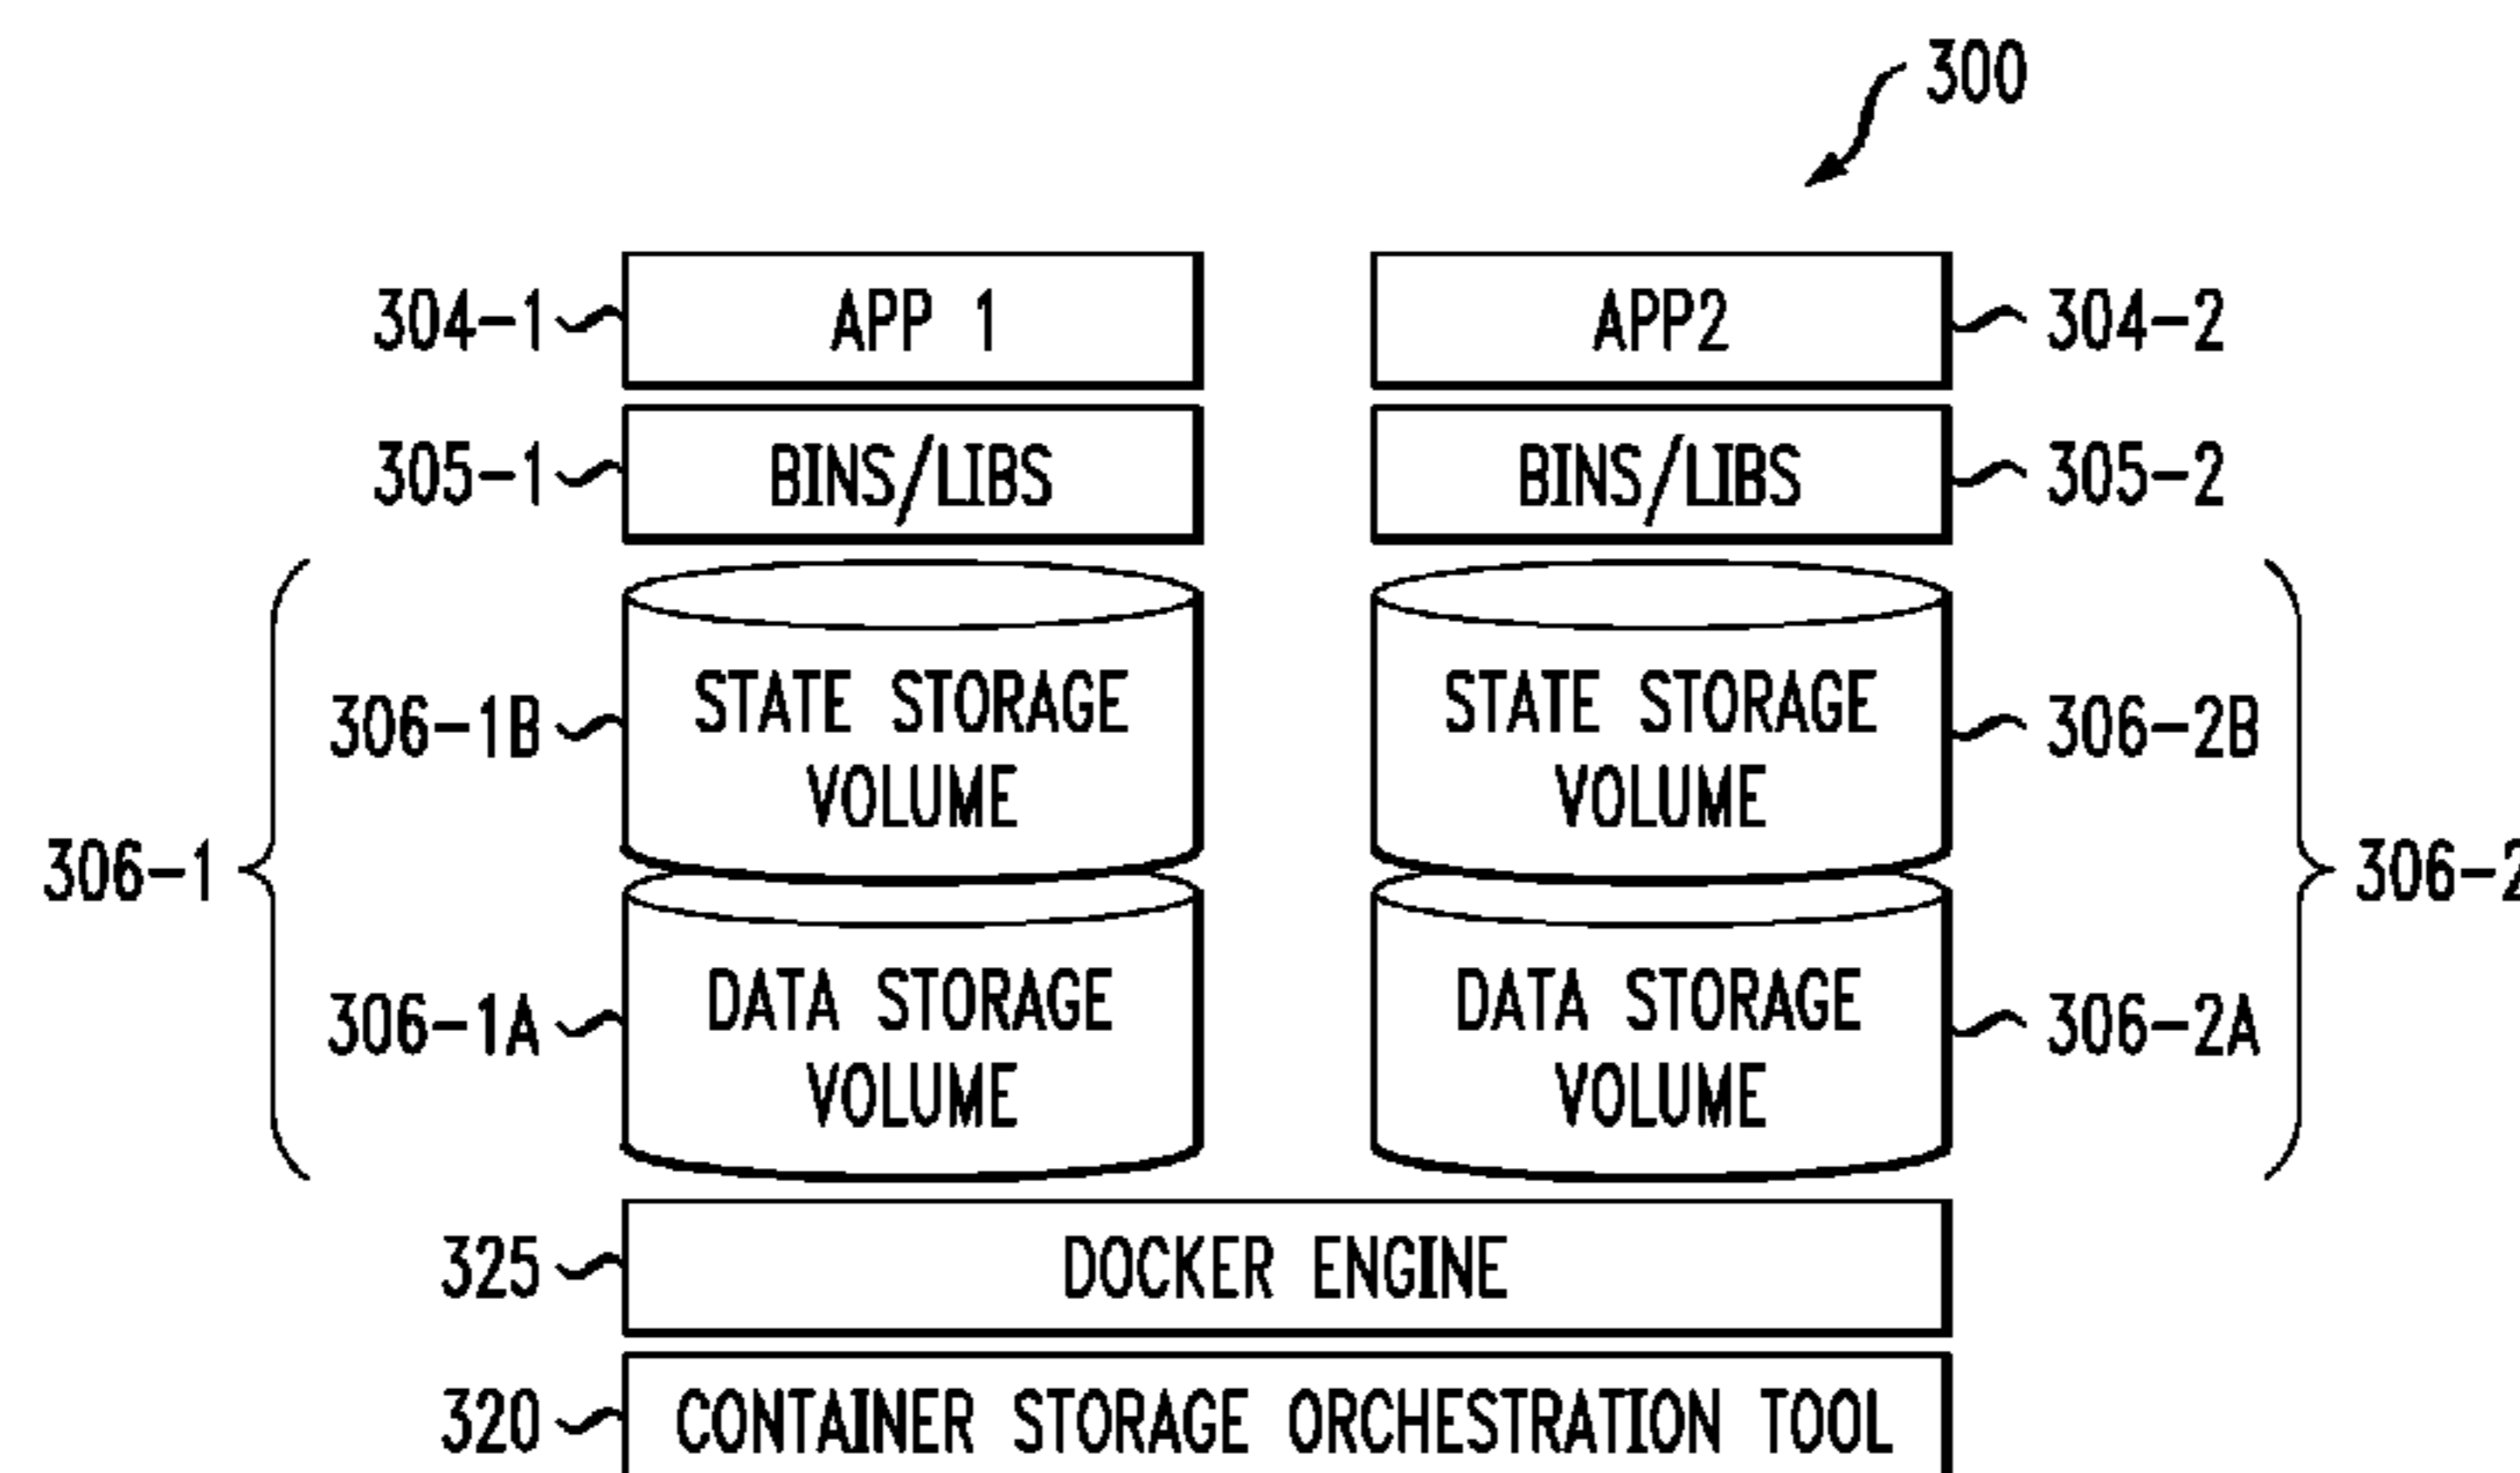 300
304-1 APP 1 APP2 304-2
305-1 BINS/LIBS BINS/LIBS 305-2
306-1B STATE STORAGE VOLUME STATE STORAGE VOLUME 306-2B
306-1 306-2
306-1A DATA STORAGE VOLUME DATA STORAGE VOLUME 306-2A
325 DOCKER ENGINE
320 CONTAINER STORAGE ORCHESTRATION TOOL